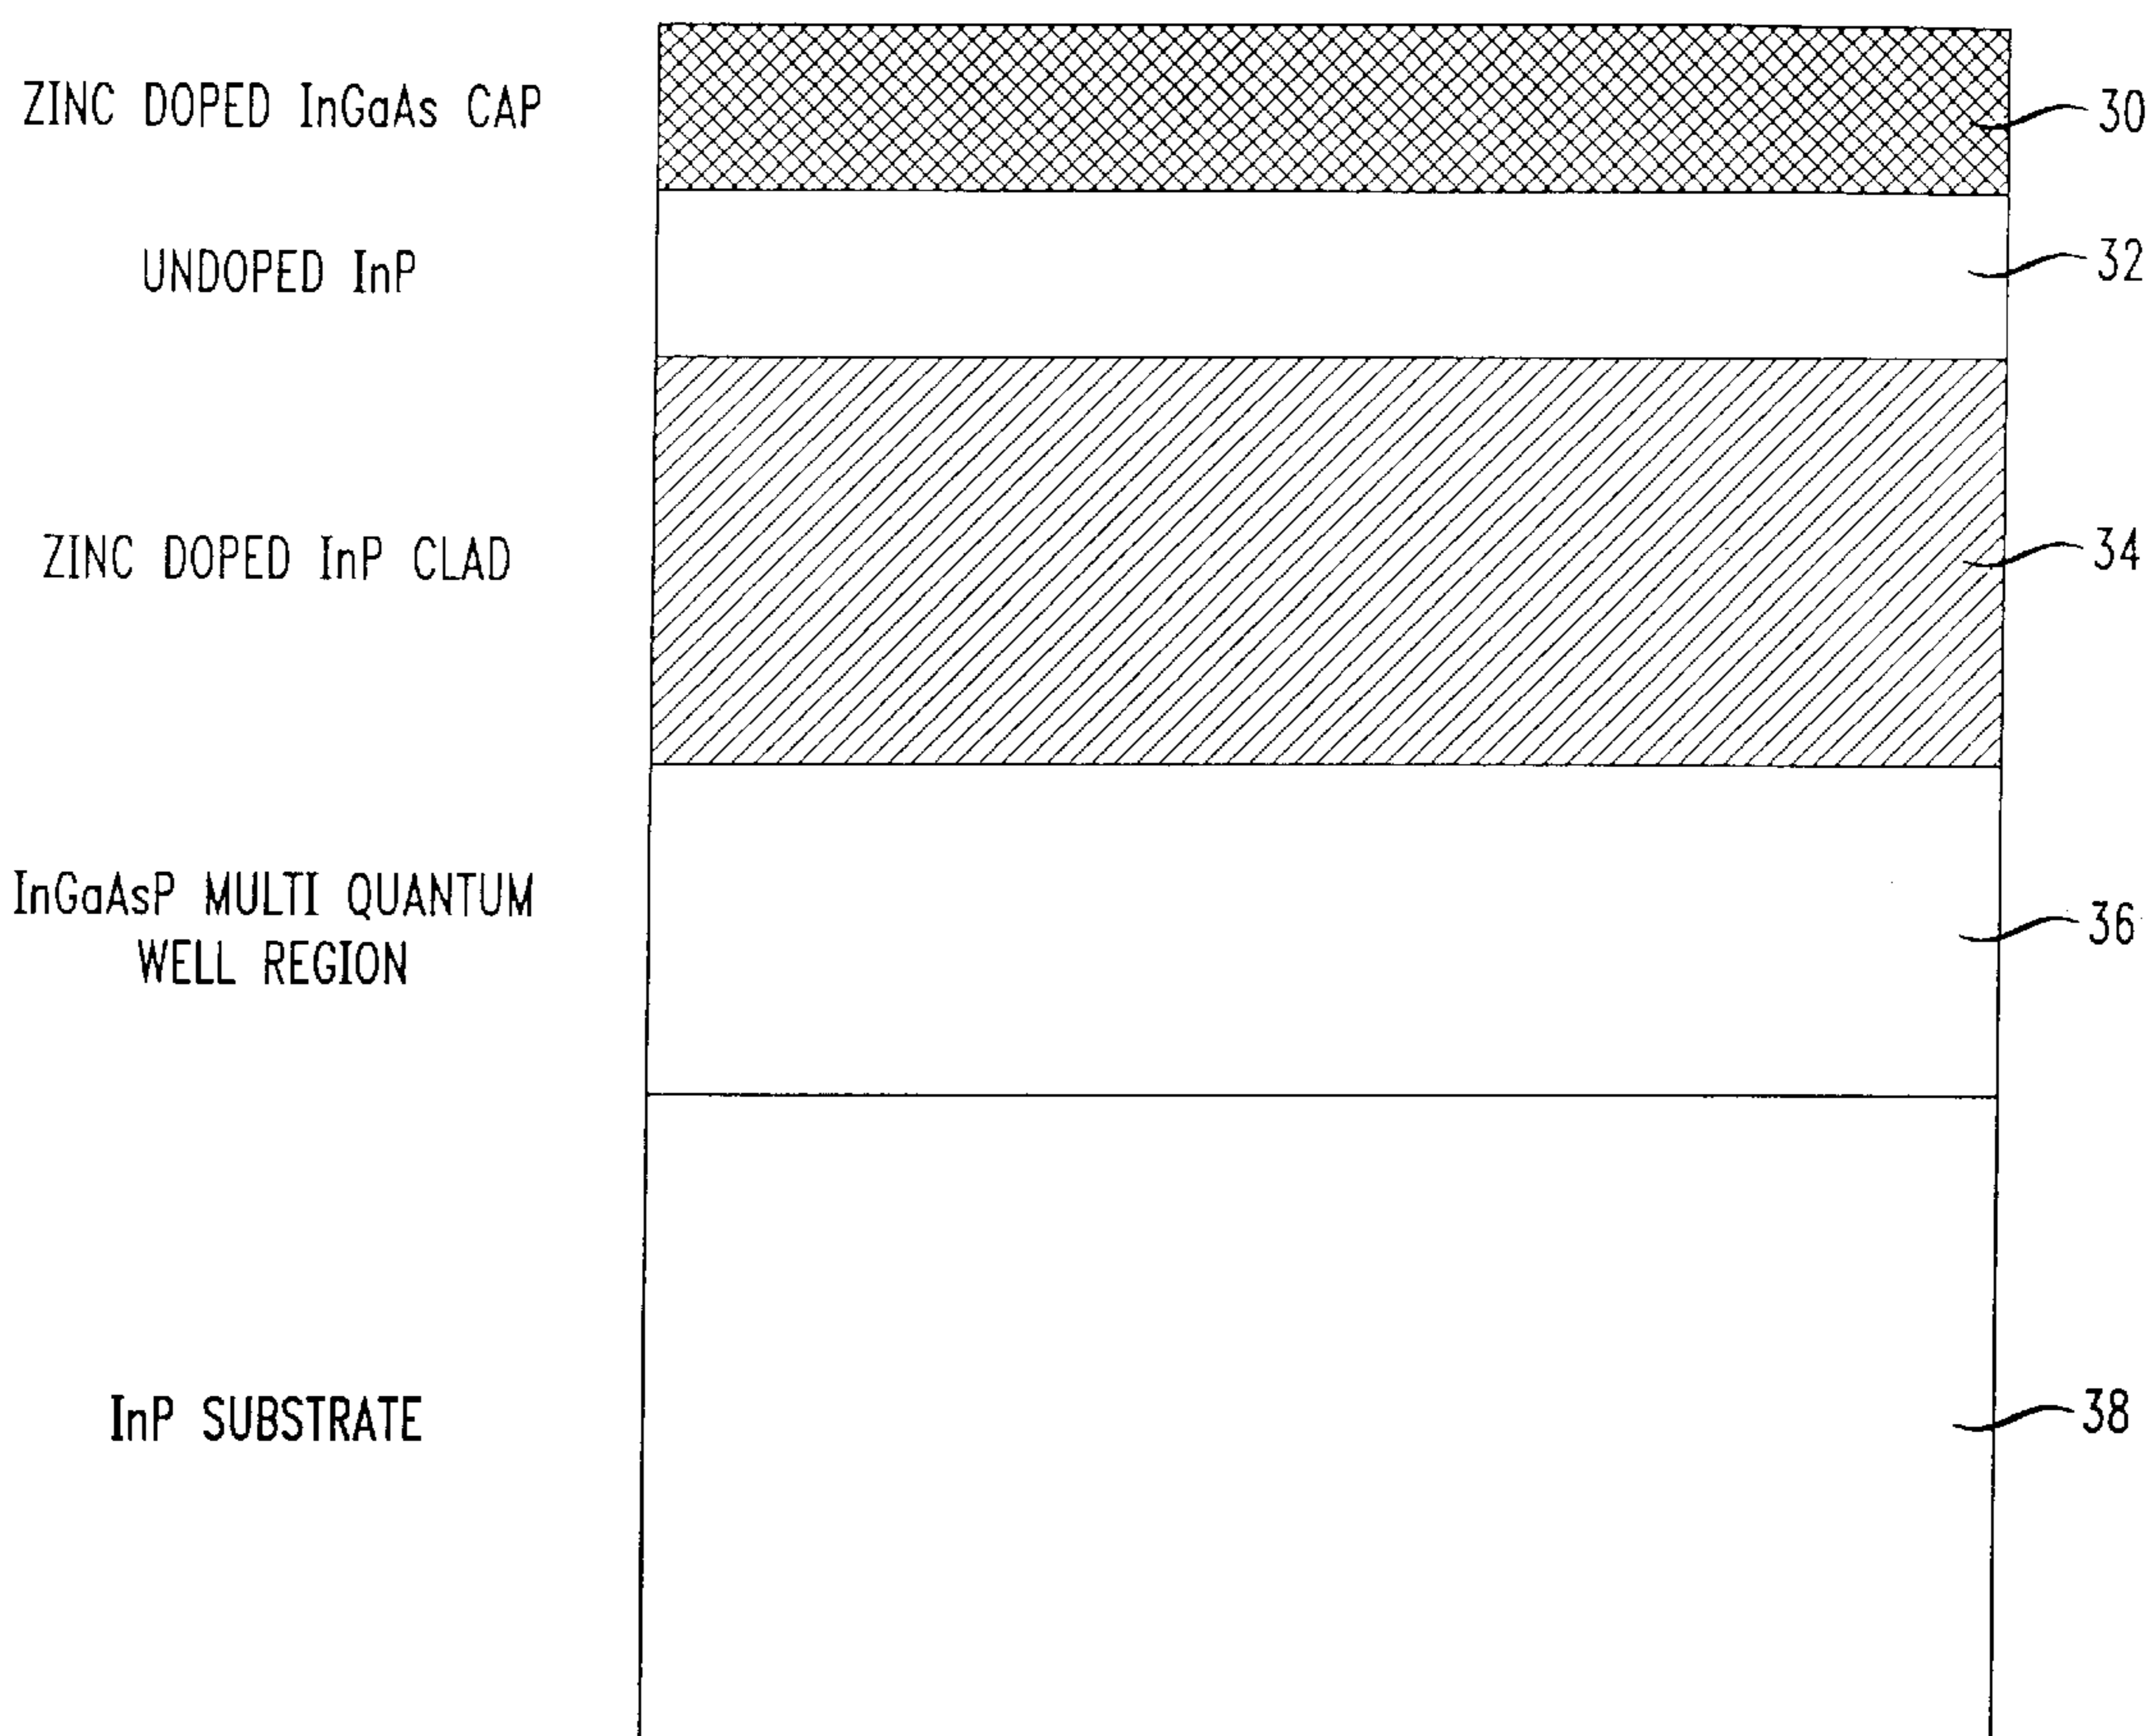 ZINC DOPED InGaAs CAP
30
UNDOPED InP
32
ZINC DOPED InP CLAD
34
InGaAsP MULTI QUANTUM
WELL REGION
36
InP SUBSTRATE
38